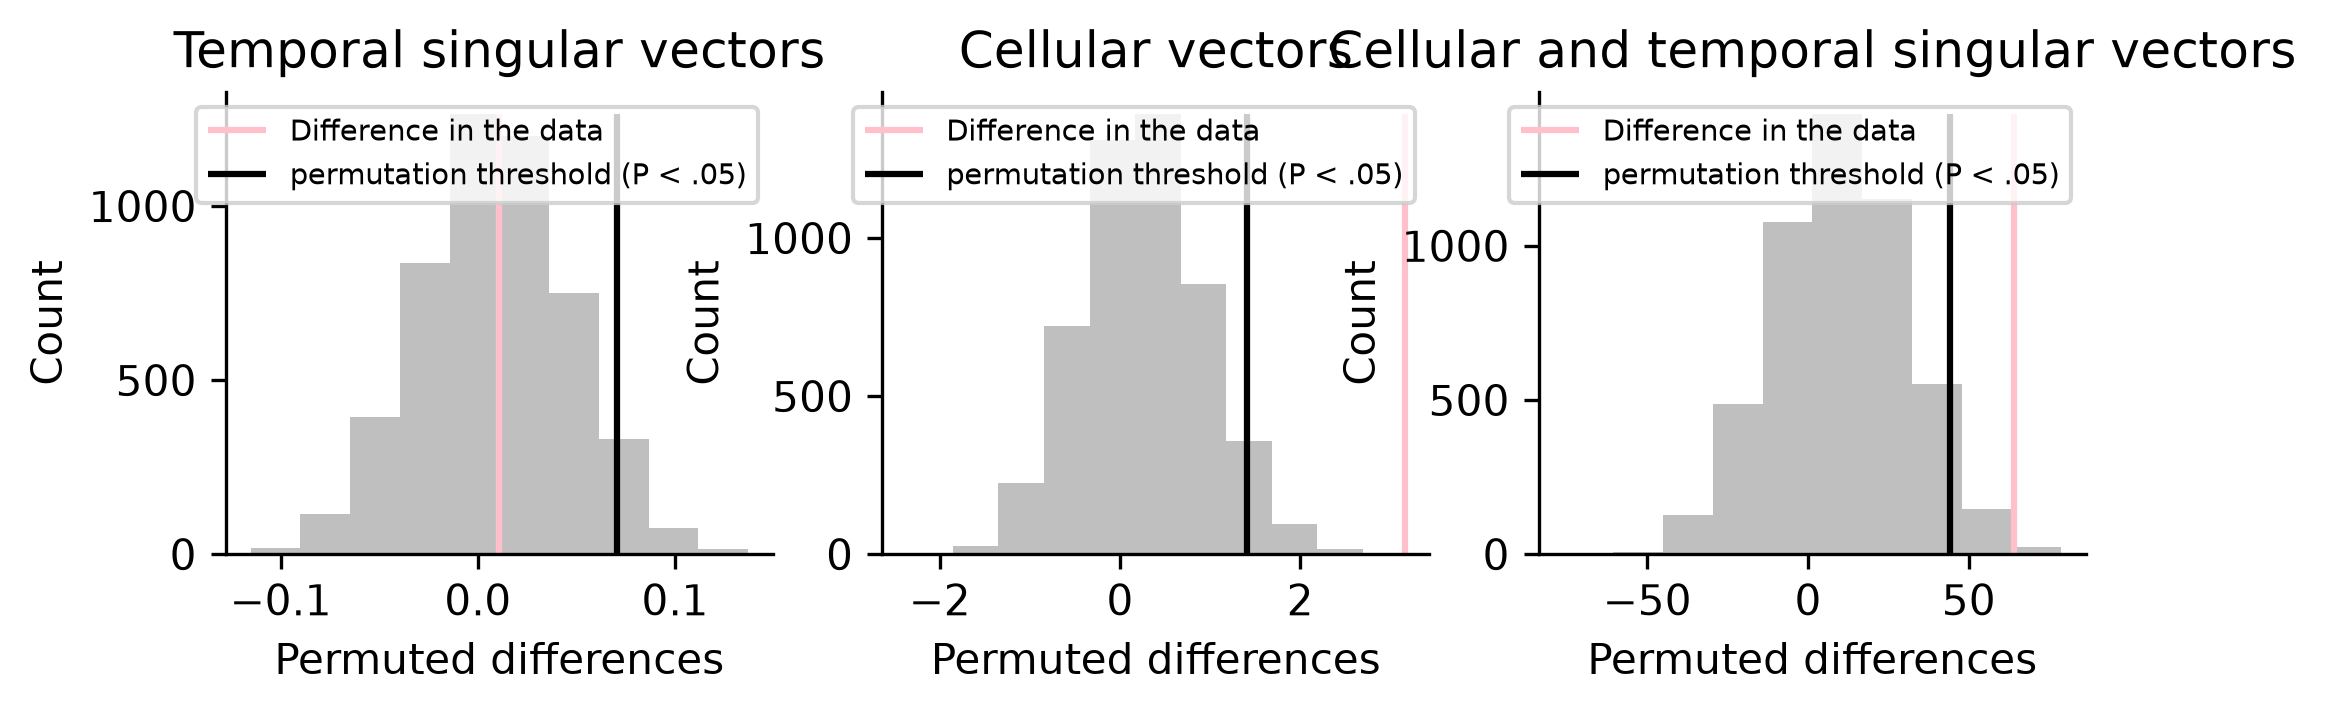 Temporal singular vectors
Difference in the data
permutation threshold (P < .05)
Count
1000
500
0
−0.1
0.0
0.1
Permuted differences
Cellular vectors
Difference in the data
permutation threshold (P < .05)
Count
1000
500
0
−2
0
2
Permuted differences
Cellular and temporal singular vectors
Difference in the data
permutation threshold (P < .05)
Count
1000
500
0
−50
0
50
Permuted differences